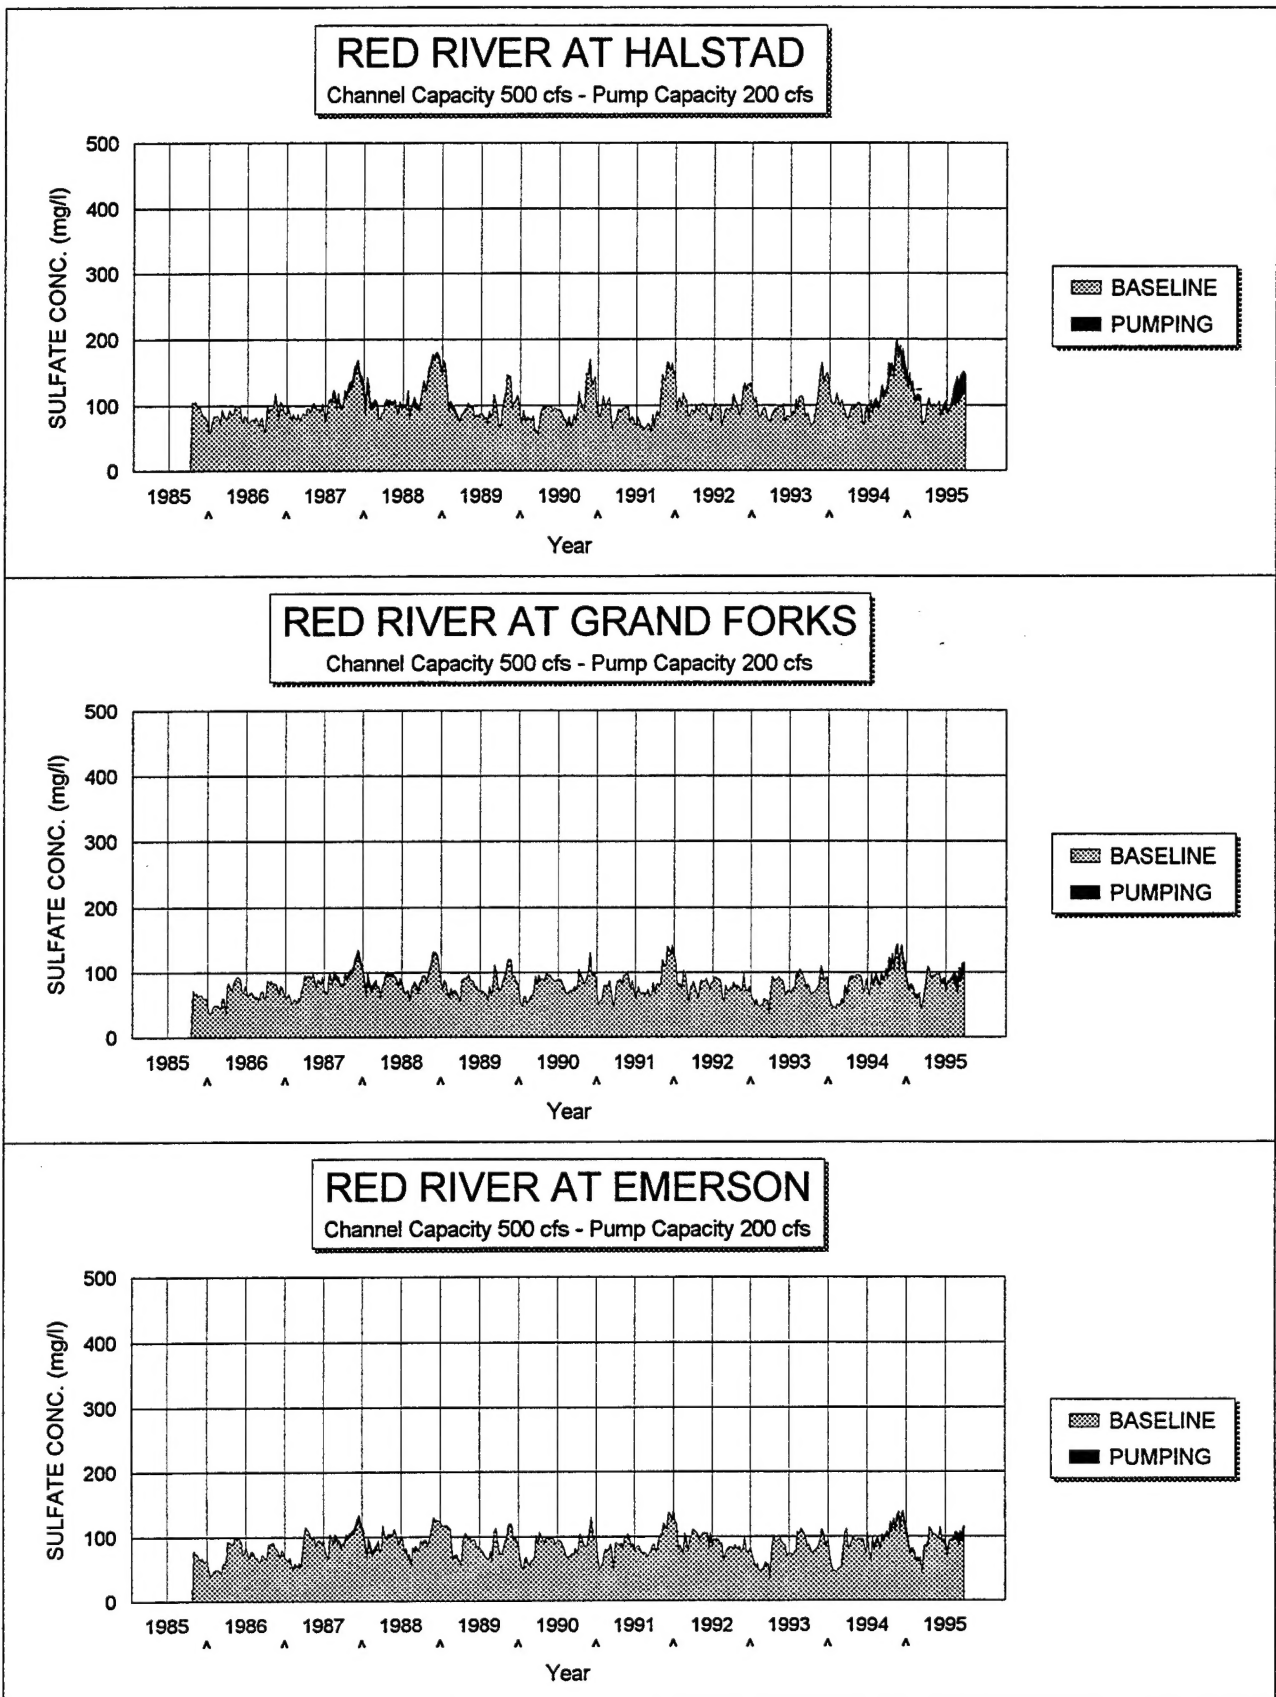 RED RIVER AT HALSTAD
Channel Capacity 500 cfs - Pump Capacity 200 cfs
SULFATE CONC. (mg/l)
500
400
300
200
100
0
1985 1986 1987 1988 1989 1990 1991 1992 1993 1994 1995
^ ^ ^ ^ ^ ^ ^ ^ ^ ^
Year
BASELINE
PUMPING
RED RIVER AT GRAND FORKS
Channel Capacity 500 cfs - Pump Capacity 200 cfs
SULFATE CONC. (mg/l)
500
400
300
200
100
0
1985 1986 1987 1988 1989 1990 1991 1992 1993 1994 1995
^ ^ ^ ^ ^ ^ ^ ^ ^ ^
Year
BASELINE
PUMPING
RED RIVER AT EMERSON
Channel Capacity 500 cfs - Pump Capacity 200 cfs
SULFATE CONC. (mg/l)
500
400
300
200
100
0
1985 1986 1987 1988 1989 1990 1991 1992 1993 1994 1995
^ ^ ^ ^ ^ ^ ^ ^ ^ ^
Year
BASELINE
PUMPING